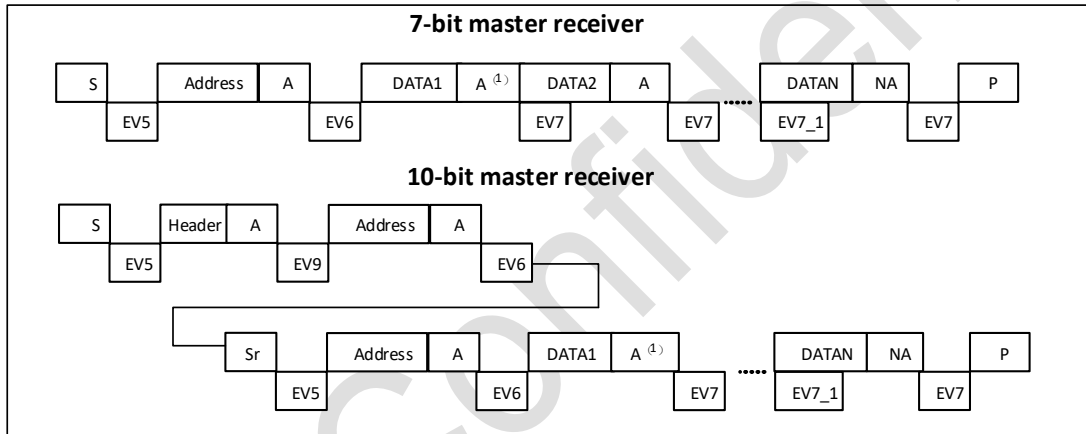 7-bit master receiver
S Address A DATA1 A (1) DATA2 A ..... DATAN NA P
EV5 EV6 EV7 EV7 EV7_1 EV7
10-bit master receiver
S Header A Address A
EV5 EV9 EV6
Sr Address A DATA1 A (1) ..... DATAN NA P
EV5 EV6 EV7 EV7_1 EV7